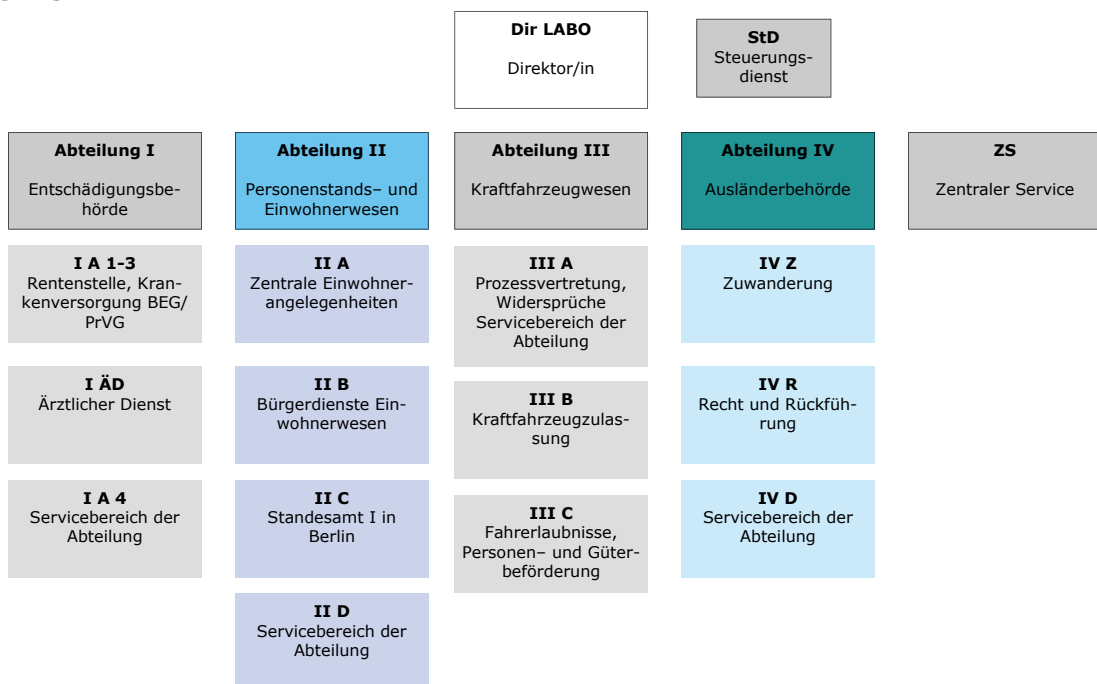 Dir LABO
Direktor/in
StD
Steuerungs-
dienst
Abteilung I
Entschädigungsbe-
hörde
Abteilung II
Personenstands– und
Einwohnerwesen
Abteilung III
Kraftfahrzeugwesen
Abteilung IV
Ausländerbehörde
ZS
Zentraler Service
I A 1-3
Rentenstelle, Kran-
kenversorgung BEG/
PrVG
II A
Zentrale Einwohner-
angelegenheiten
III A
Prozessvertretung,
Widersprüche
Servicebereich der
Abteilung
IV Z
Zuwanderung
I ÄD
Ärztlicher Dienst
II B
Bürgerdienste Ein-
wohnerwesen
III B
Kraftfahrzeugzulas-
sung
IV R
Recht und Rückfüh-
rung
I A 4
Servicebereich der
Abteilung
II C
Standesamt I in
Berlin
III C
Fahrerlaubnisse,
Personen– und Güter-
beförderung
IV D
Servicebereich der
Abteilung
II D
Servicebereich der
Abteilung